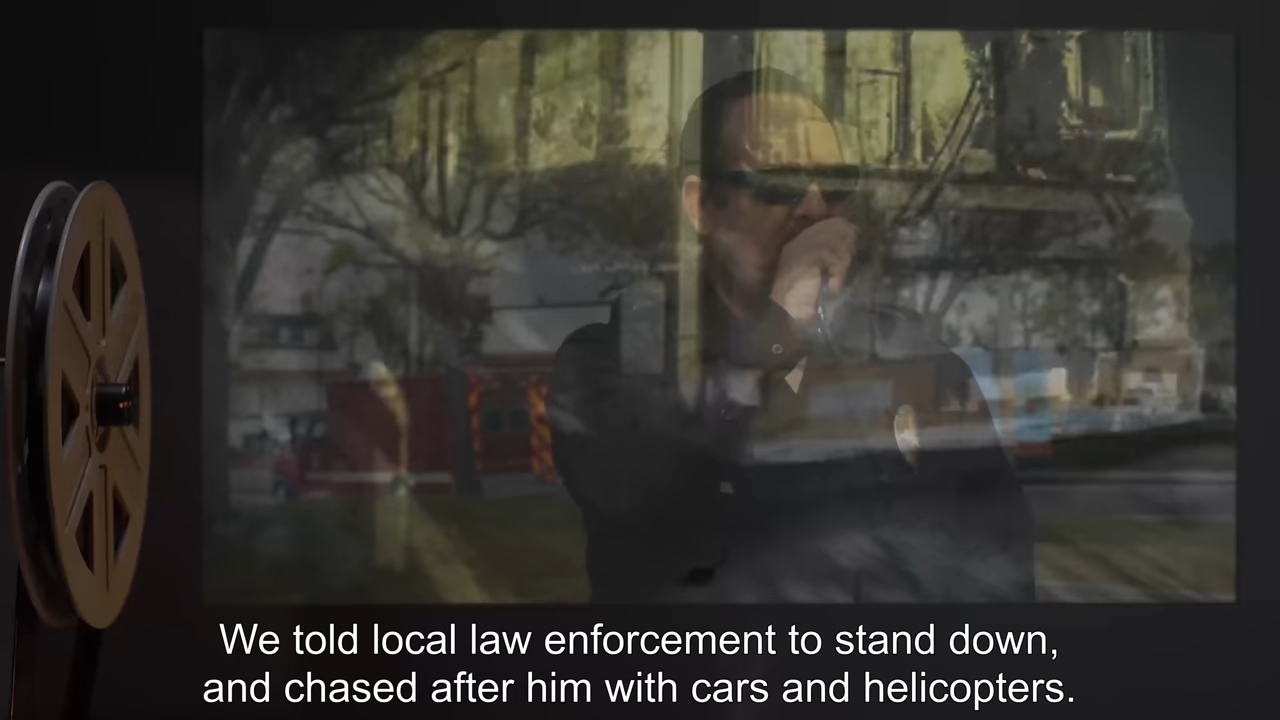 We told local law enforcement to stand down,
and chased after him with cars and helicopters.